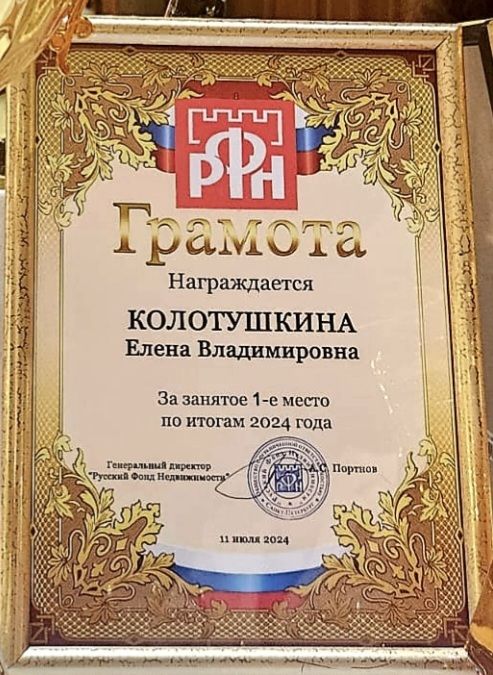 РФН
Грамота
Награждается
КОЛОТУШКИНА
Елена Владимировна
За занятое 1-е место
по итогам 2024 года
Генеральный директор
"Русский Фонд Недвижимости"
А.С. Портнов
11 июля 2024